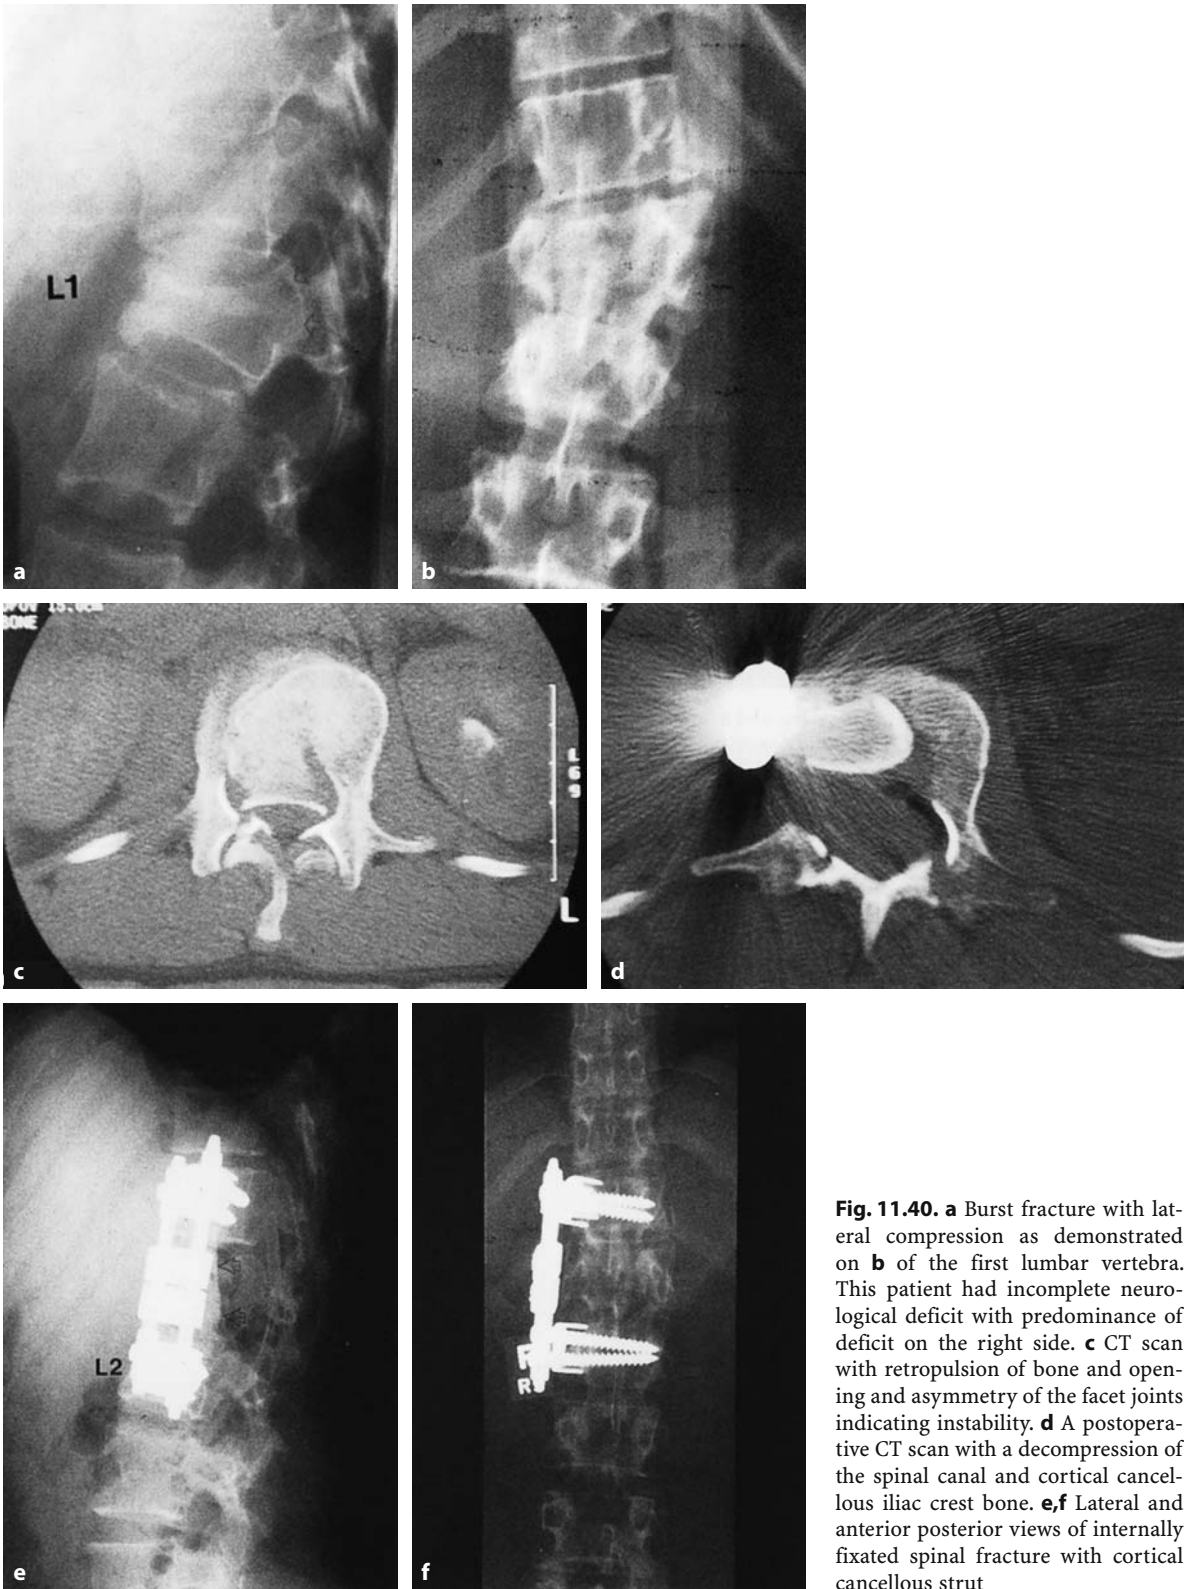 L1
a
b
DFOV 15.0cm
BONE
L
6
9
L
c
d
L2
e
R
f
Fig. 11.40. a Burst fracture with lat-
eral compression as demonstrated
on b of the first lumbar vertebra.
This patient had incomplete neuro-
logical deficit with predominance of
deficit on the right side. c CT scan
with retropulsion of bone and open-
ing and asymmetry of the facet joints
indicating instability. d A postopera-
tive CT scan with a decompression of
the spinal canal and cortical cancel-
lous iliac crest bone. e,f Lateral and
anterior posterior views of internally
fixated spinal fracture with cortical
cancellous strut